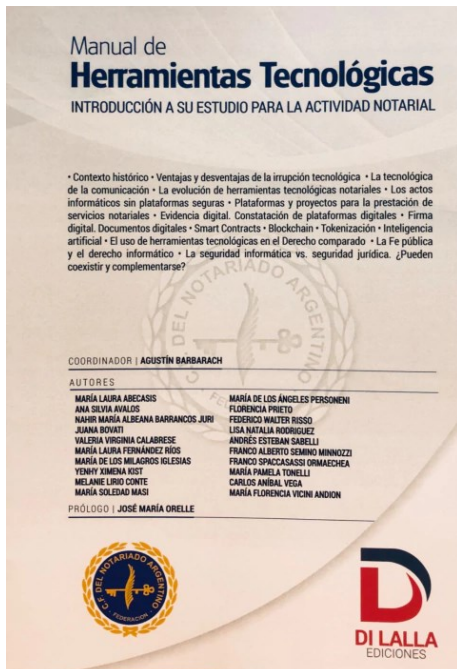 Manual de
Herramientas Tecnológicas
INTRODUCCIÓN A SU ESTUDIO PARA LA ACTIVIDAD NOTARIAL
• Contexto histórico • Ventajas y desventajas de la irrupción tecnológica • La tecnológica
de la comunicación • La evolución de herramientas tecnológicas notariales • Los actos
informáticos sin plataformas seguras • Plataformas y proyectos para la prestación de
servicios notariales • Evidencia digital. Constatación de plataformas digitales • Firma
digital. Documentos digitales • Smart Contracts • Blockchain • Tokenización • Inteligencia
artificial • El uso de herramientas tecnológicas en el Derecho comparado • La Fe pública
y el derecho informático • La seguridad informática vs. seguridad jurídica. ¿Pueden
coexistir y complementarse?
DEL NOTARIADO ARGENTINO
COORDINADOR | AGUSTÍN BARBARACH
AUTORES
MARÍA LAURA ABECASIS
ANA SILVIA AVALOS
NAHIR MARÍA ALBEANA BARRANCOS JURI
JUANA BOVATI
VALERIA VIRGINIA CALABRESE
MARÍA LAURA FERNÁNDEZ RÍOS
MARÍA DE LOS MILAGROS IGLESIAS
YENHY XIMENA KIST
MELANIE LIRIO CONTE
MARÍA SOLEDAD MASI
MARÍA DE LOS ÁNGELES PERSONENI
FLORENCIA PRIETO
FEDERICO WALTER RISSO
LISA NATALIA RODRIGUEZ
ANDRÉS ESTEBAN SABELLI
FRANCO ALBERTO SEMINO MINNOZZI
FRANCO SPACCASASSI ORMAECHEA
MARÍA PAMELA TONELLI
CARLOS ANÍBAL VEGA
MARÍA FLORENCIA VICINI ANDION
PRÓLOGO | JOSÉ MARÍA ORELLE
C.F. DEL NOTARIADO ARGENTINO
- FEDERACION -
DI LALLA
EDICIONES